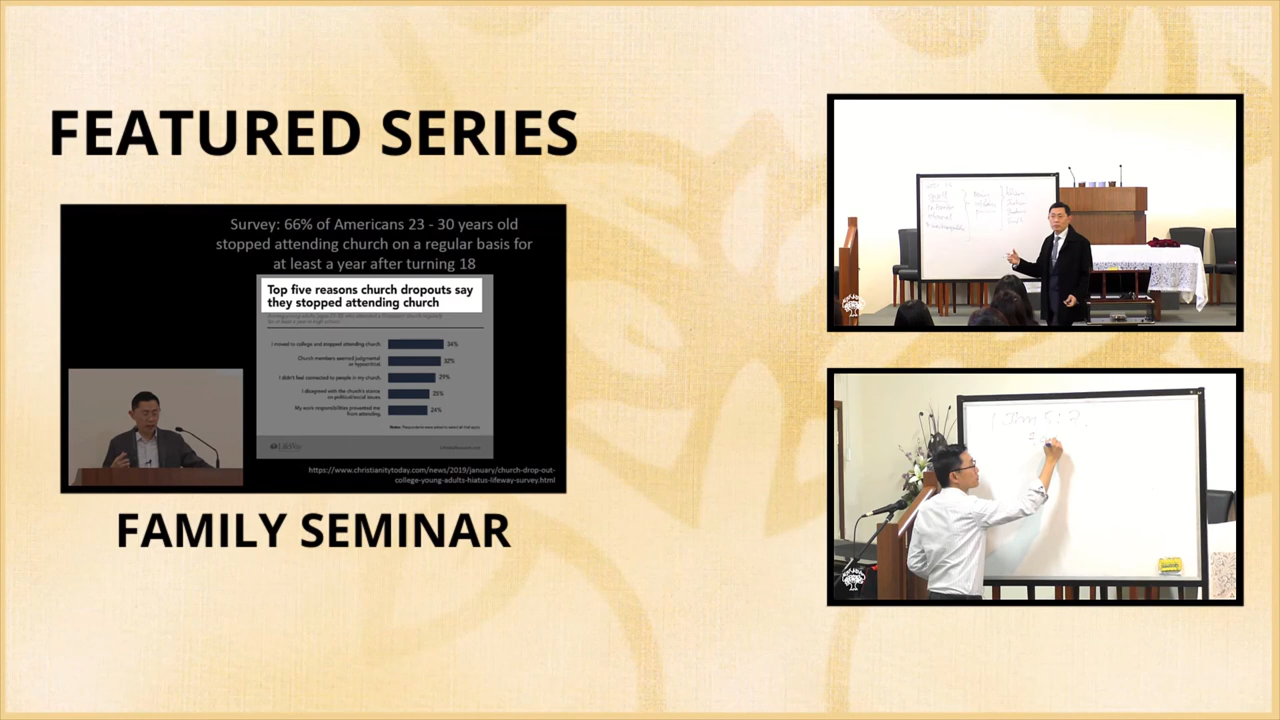 FEATURED SERIES
Survey: 66% of Americans 23 - 30 years old
stopped attending church on a regular basis for
at least a year after turning 18
Top five reasons church dropouts say
they stopped attending church
I moved to college and stopped attending church. 34%
Church members seemed judgmental
or hypocritical. 32%
I didn't feel connected to people in my church. 29%
I disagreed with the church's stance
on political/social issues. 25%
My work responsibilities prevented me
from attending. 24%
https://www.christianitytoday.com/news/2019/january/church-drop-out-
college-young-adults-hiatus-lifeway-survey.html
FAMILY SEMINAR
1 Tim 5:2